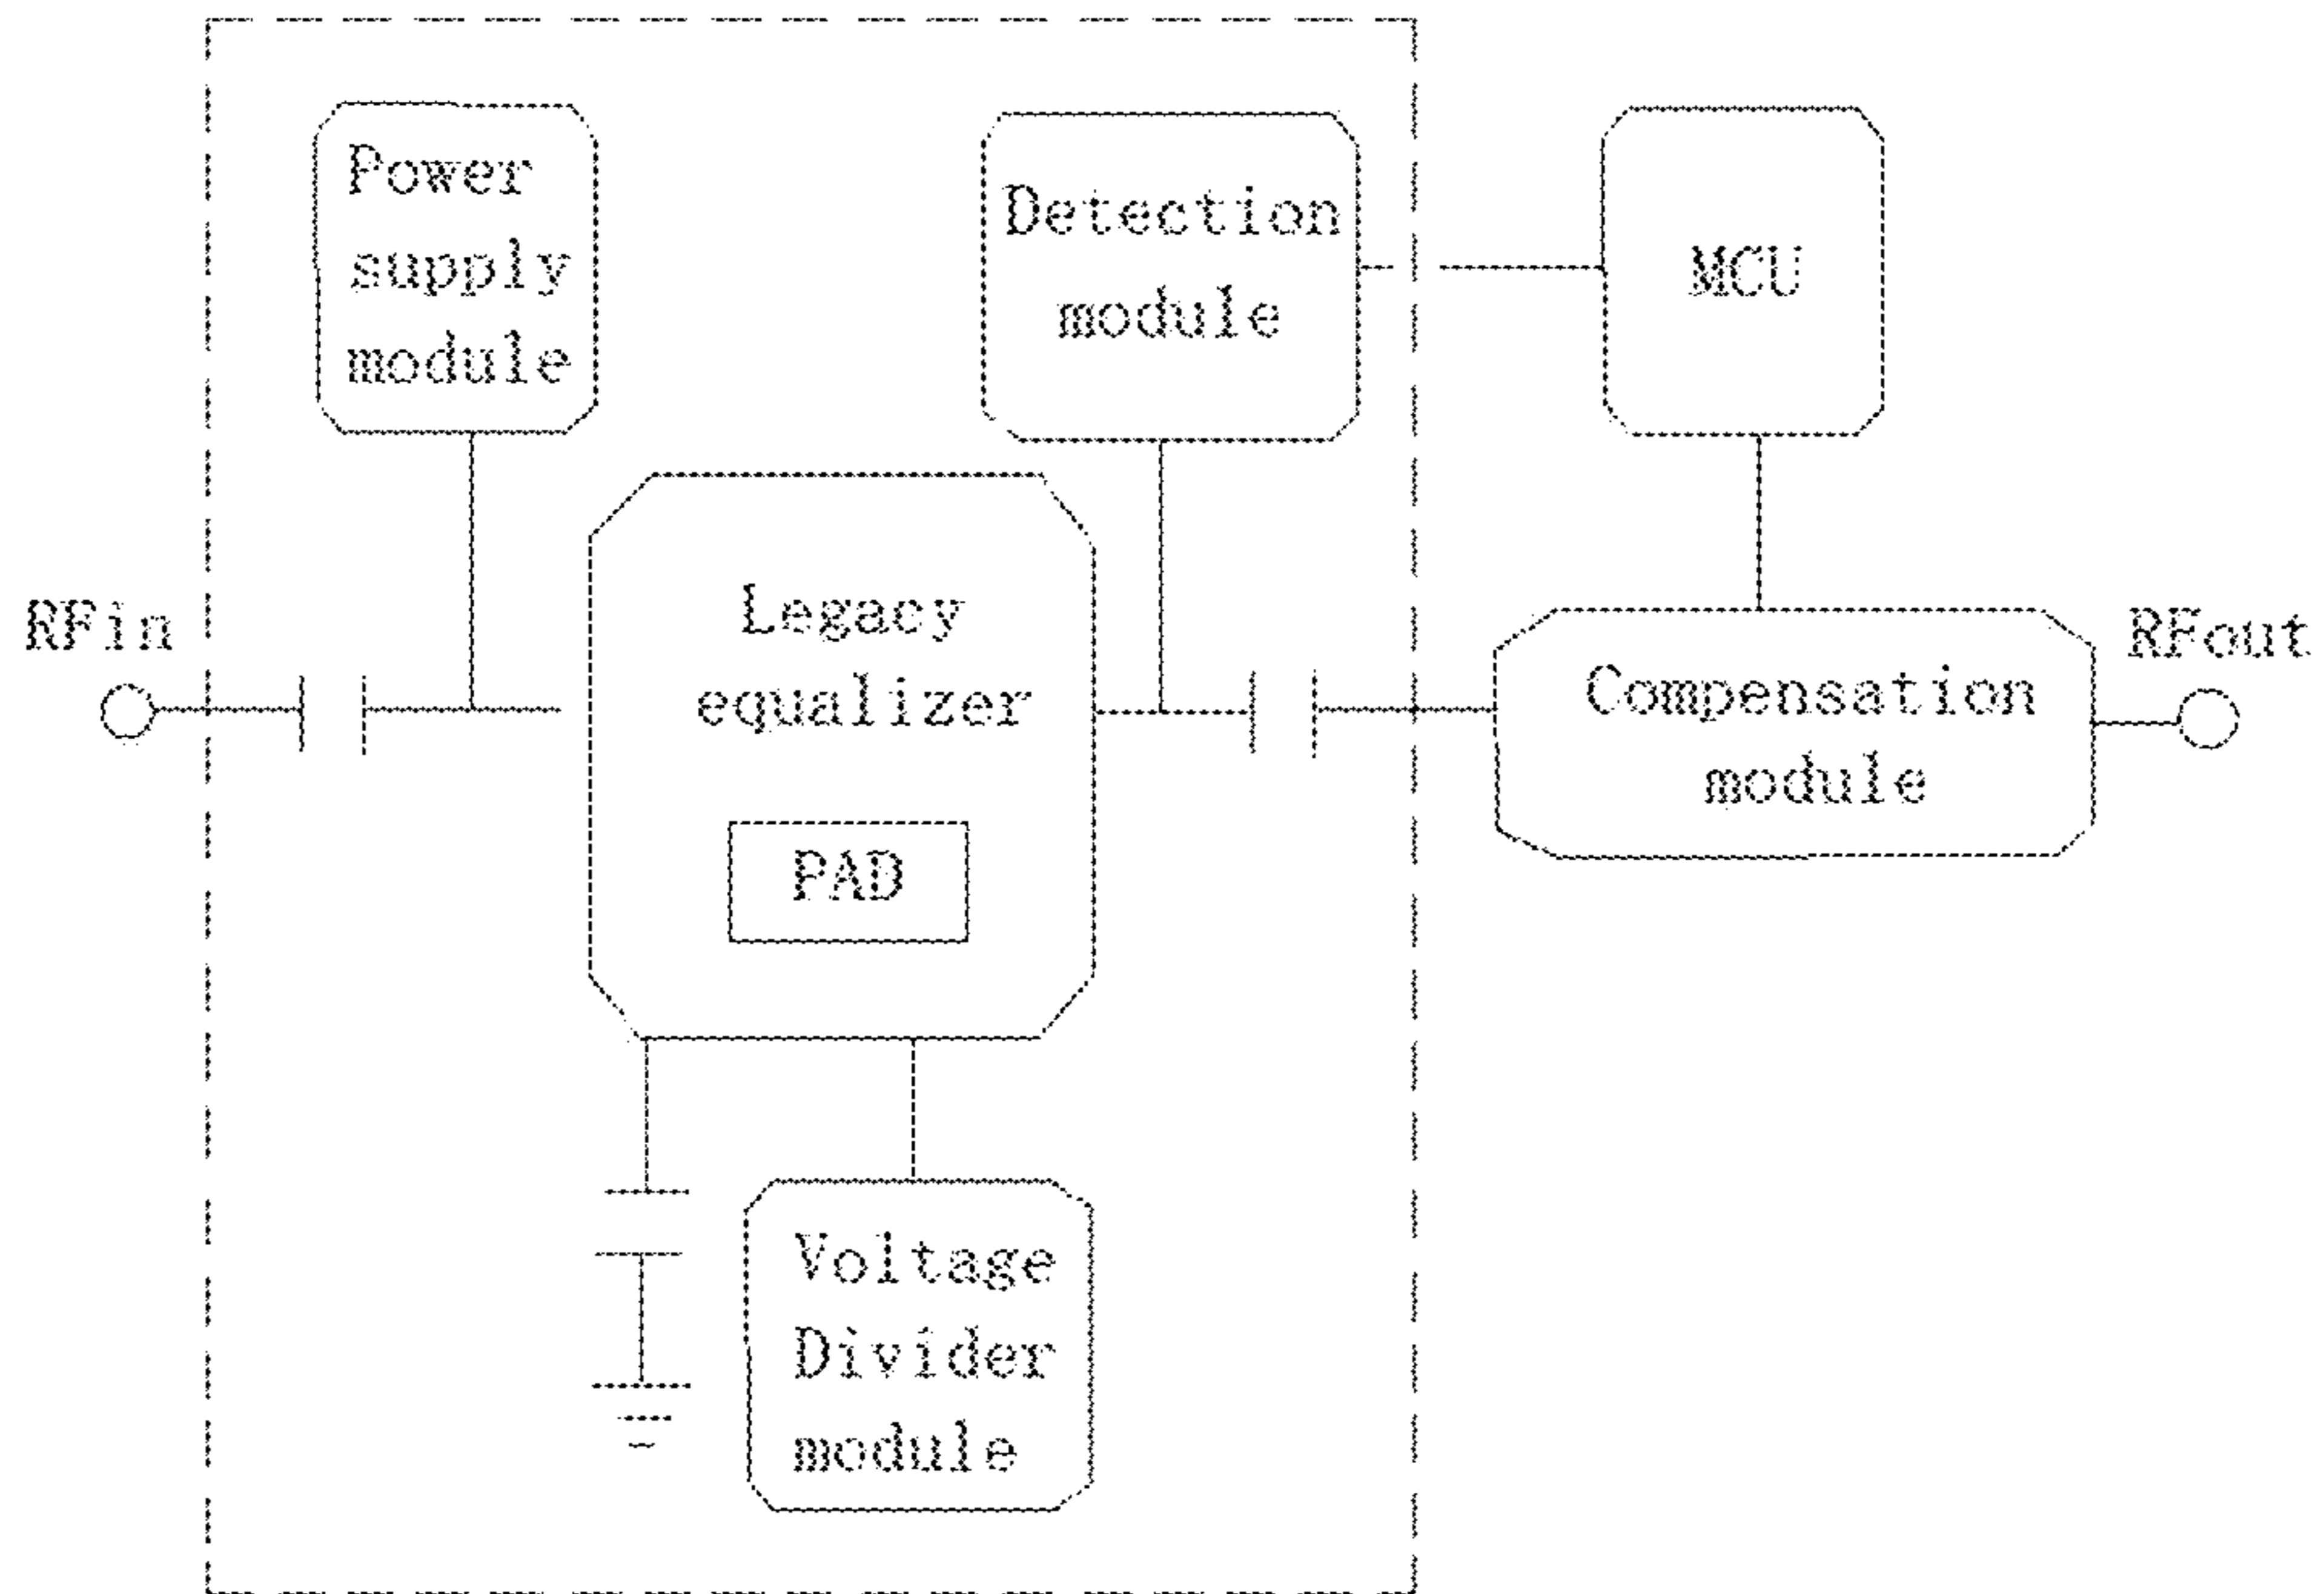 Power
supply
module
Detection
module
MCU
RFin
Legacy
equalizer
PAD
Compensation
module
RFout
Voltage
Divider
module